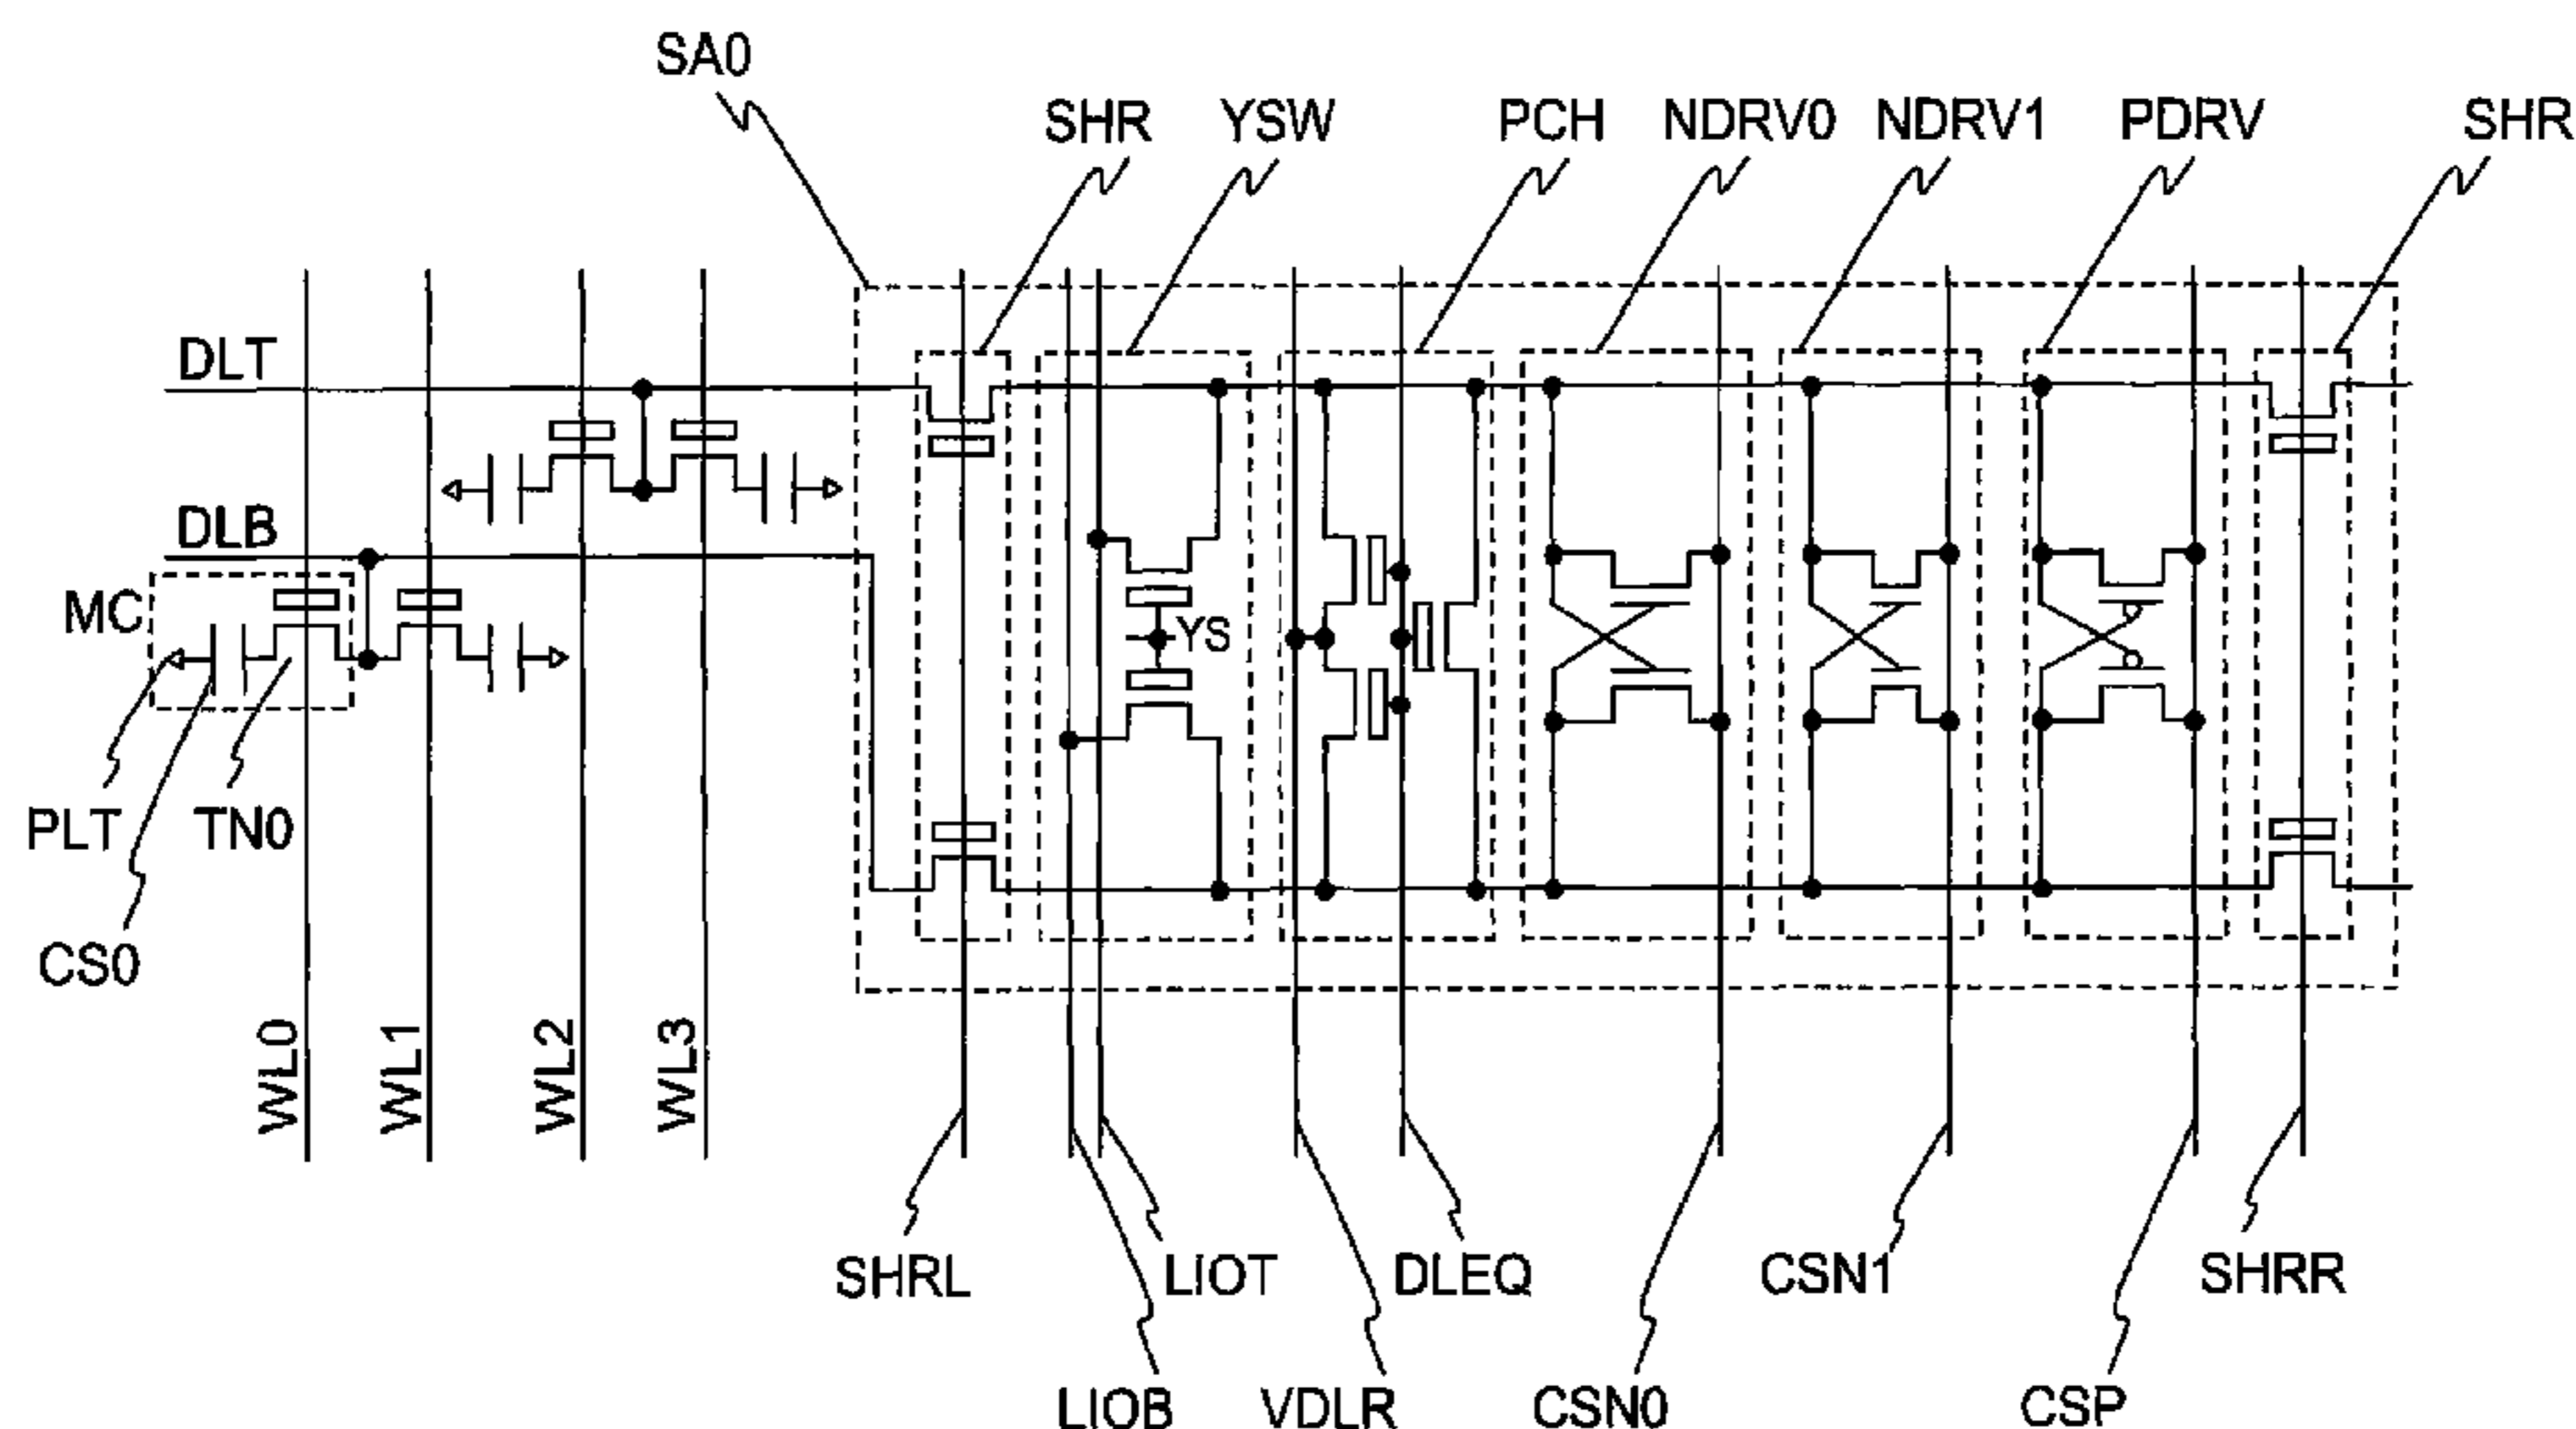 SA0
SHR
YSW
PCH
NDRV0
NDRV1
PDRV
SHR
DLT
DLB
MC
YS
PLT
TN0
CS0
WL0
WL1
WL2
WL3
SHRL
LIOT
DLEQ
CSN1
SHRR
LIOB
VDLR
CSN0
CSP